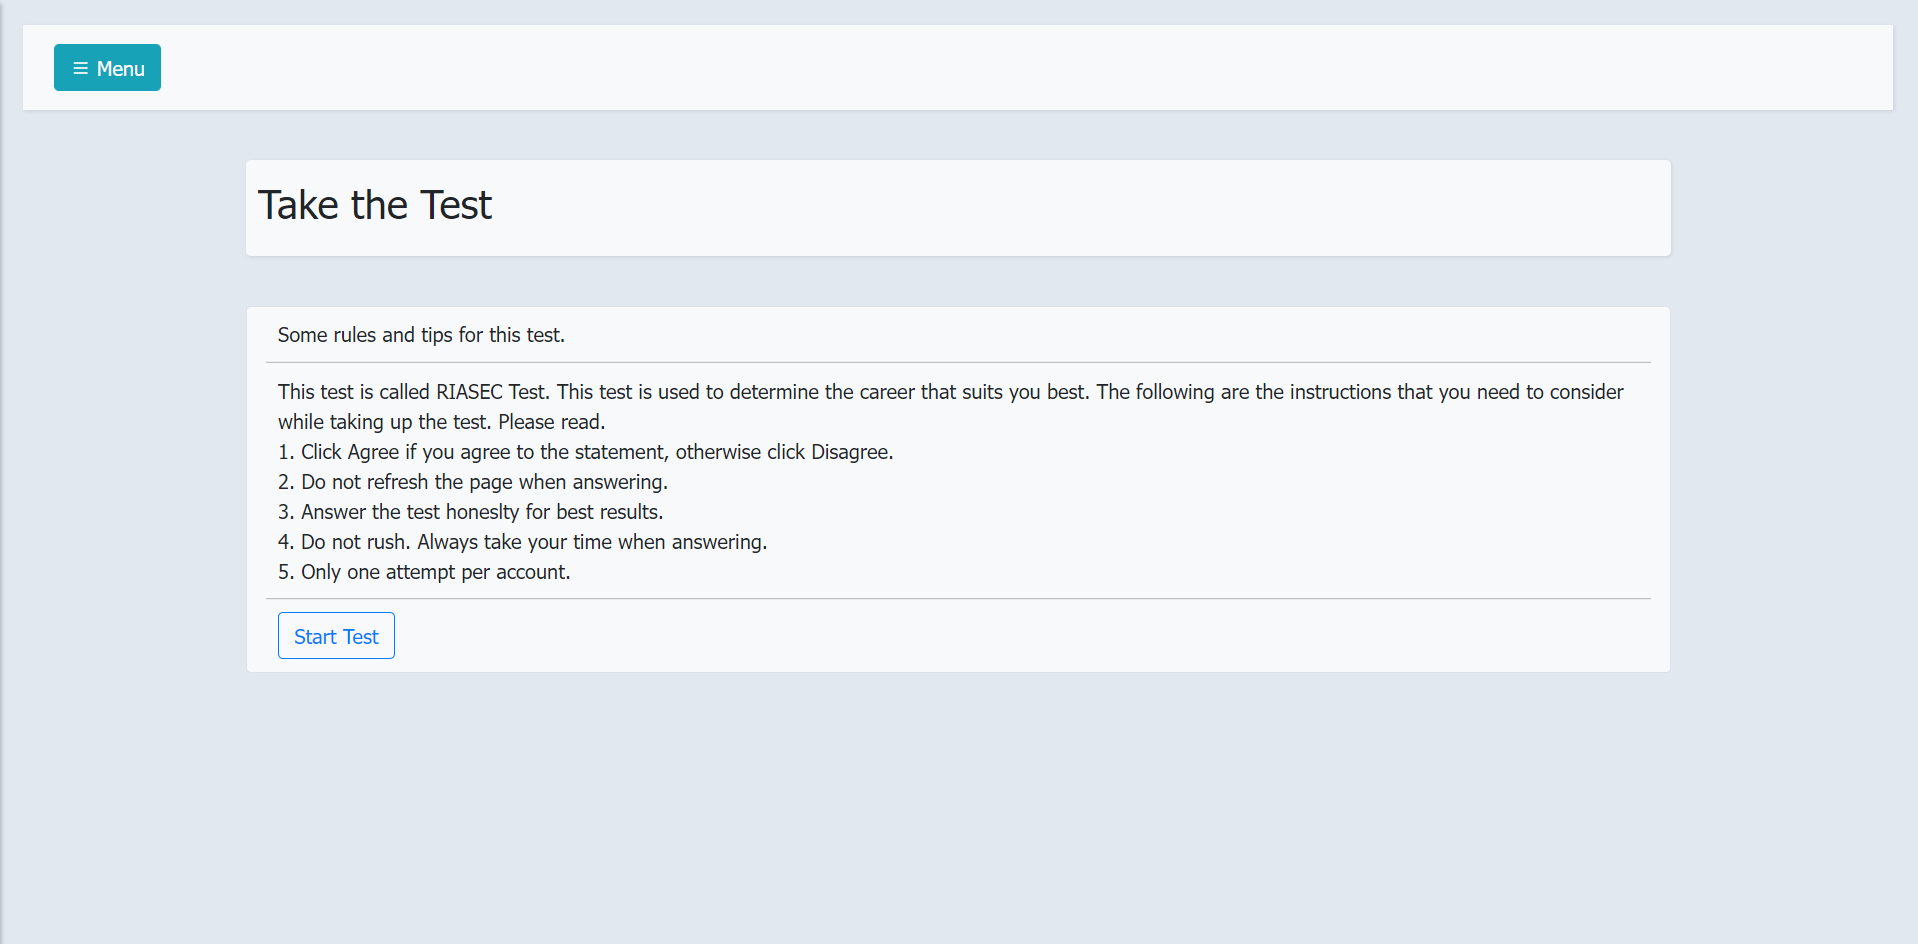 Menu
Take the Test
Some rules and tips for this test.
This test is called RIASEC Test. This test is used to determine the career that suits you best. The following are the instructions that you need to consider
while taking up the test. Please read.
1. Click Agree if you agree to the statement, otherwise click Disagree.
2. Do not refresh the page when answering.
3. Answer the test honeslty for best results.
4. Do not rush. Always take your time when answering.
5. Only one attempt per account.
Start Test